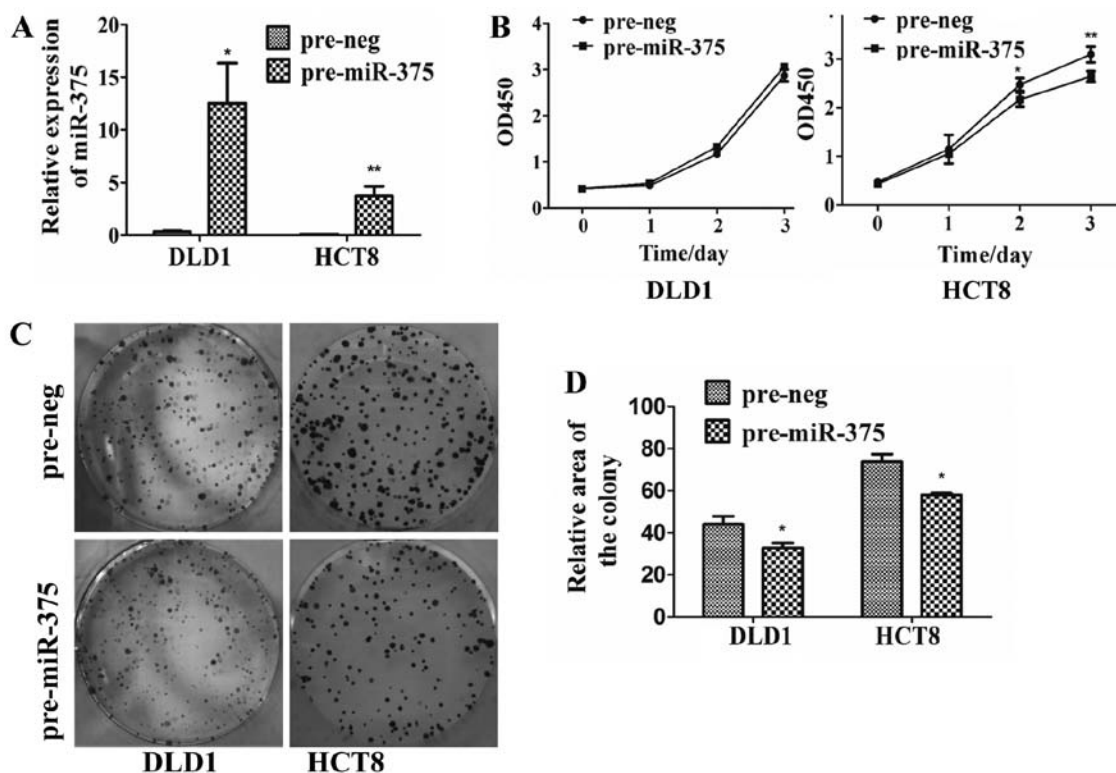 A
Relative expression
of miR-375
20
15
10
5
0
*
**
pre-neg
pre-miR-375
DLD1
HCT8
B
OD450
4
3
2
1
0
pre-neg
pre-miR-375
0 1 2 3
Time/day
DLD1
OD450
4
3
2
1
0
pre-neg
pre-miR-375
*
**
0 1 2 3
Time/day
HCT8
C
pre-neg
pre-miR-375
DLD1
HCT8
D
Relative area of
the colony
100
80
60
40
20
0
pre-neg
pre-miR-375
*
*
DLD1
HCT8